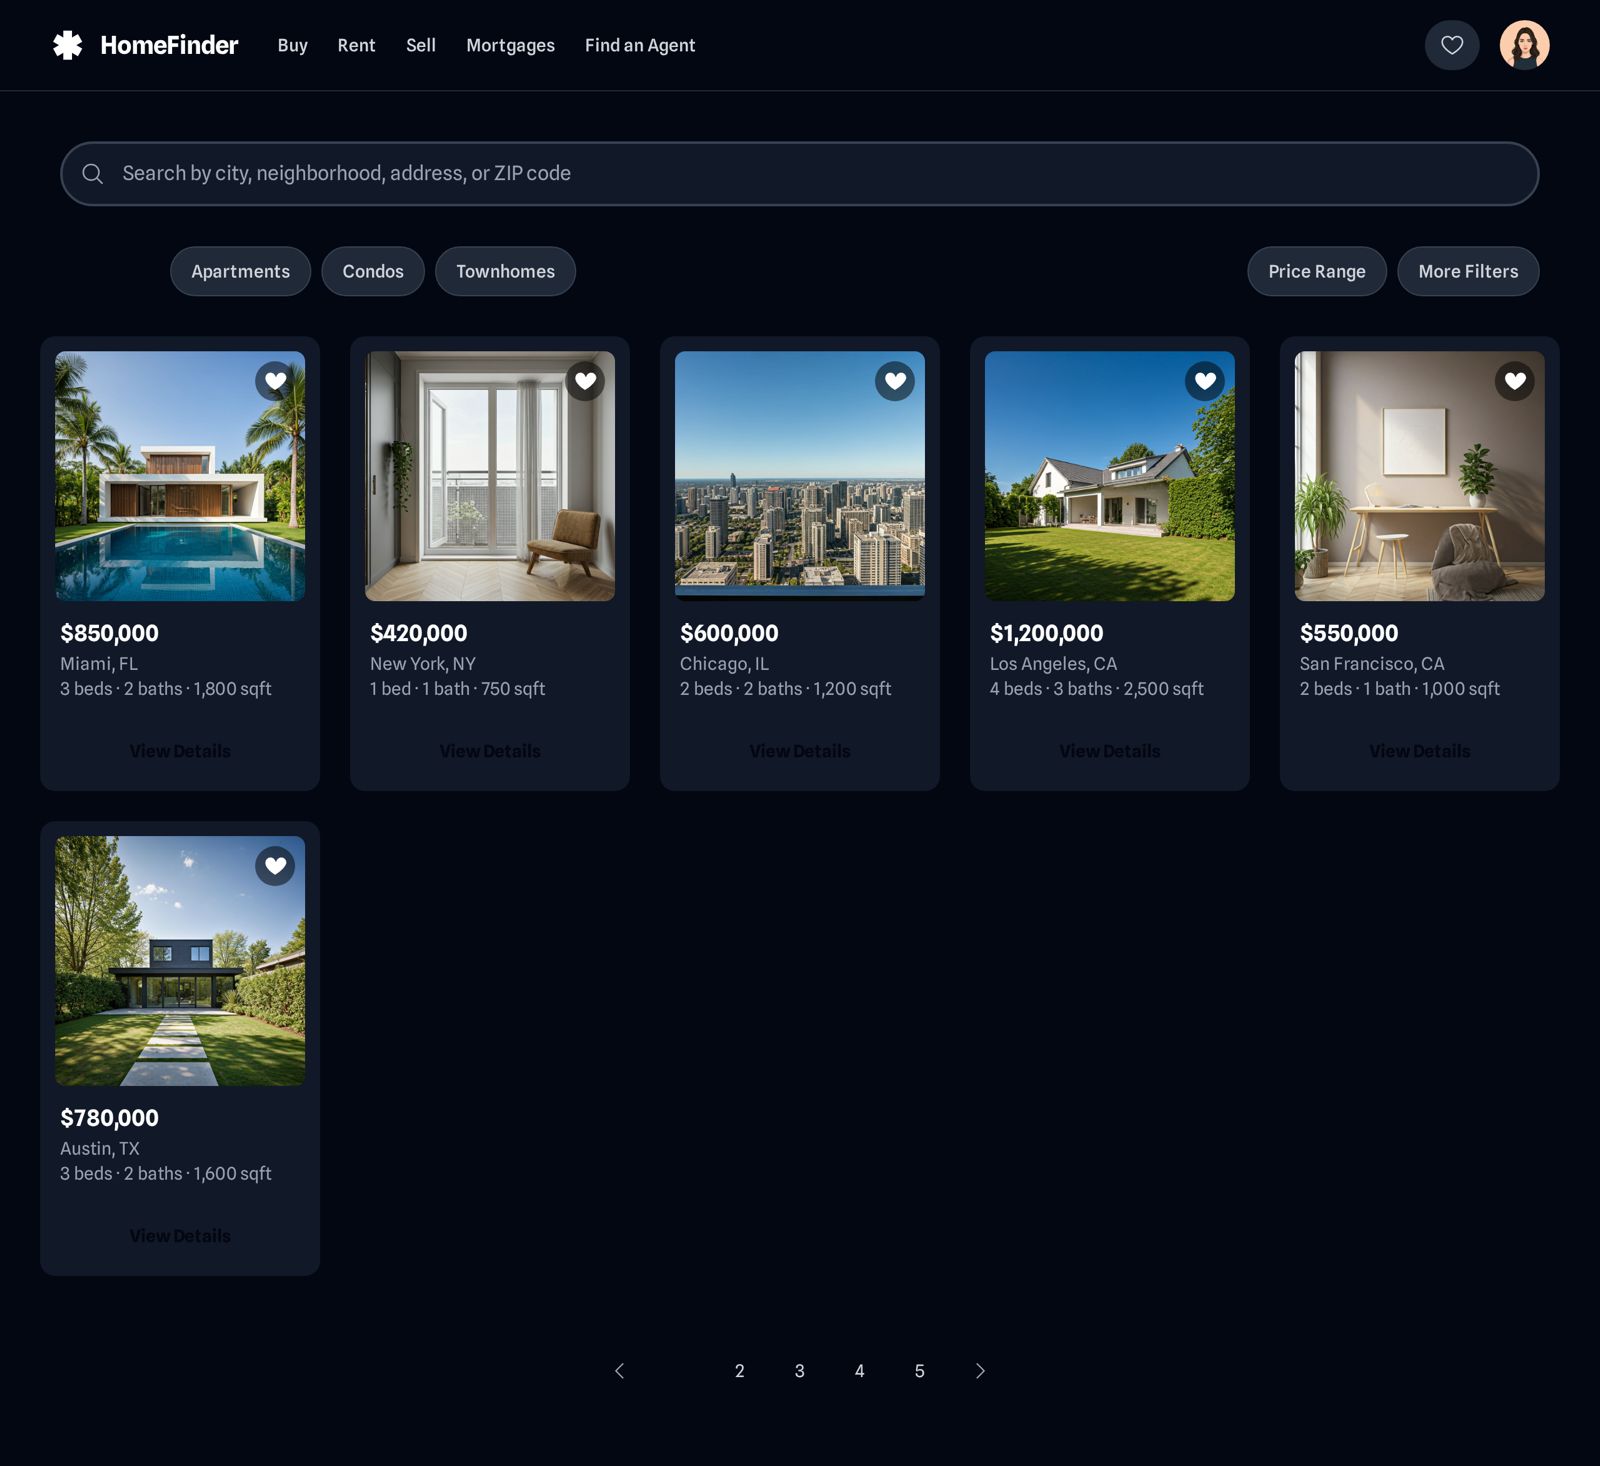 HomeFinder
Buy
Rent
Sell
Mortgages
Find an Agent
Search by city, neighborhood, address, or ZIP code
Apartments
Condos
Townhomes
Price Range
More Filters
$850,000
Miami, FL
3 beds · 2 baths · 1,800 sqft
View Details
$420,000
New York, NY
1 bed · 1 bath · 750 sqft
View Details
$600,000
Chicago, IL
2 beds · 2 baths · 1,200 sqft
View Details
$1,200,000
Los Angeles, CA
4 beds · 3 baths · 2,500 sqft
View Details
$550,000
San Francisco, CA
2 beds · 1 bath · 1,000 sqft
View Details
$780,000
Austin, TX
3 beds · 2 baths · 1,600 sqft
View Details
2
3
4
5